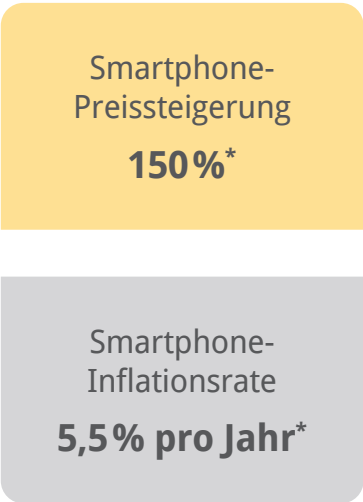 Smartphone-
Preissteigerung
150 %*
Smartphone-
Inflationsrate
5,5 % pro Jahr*